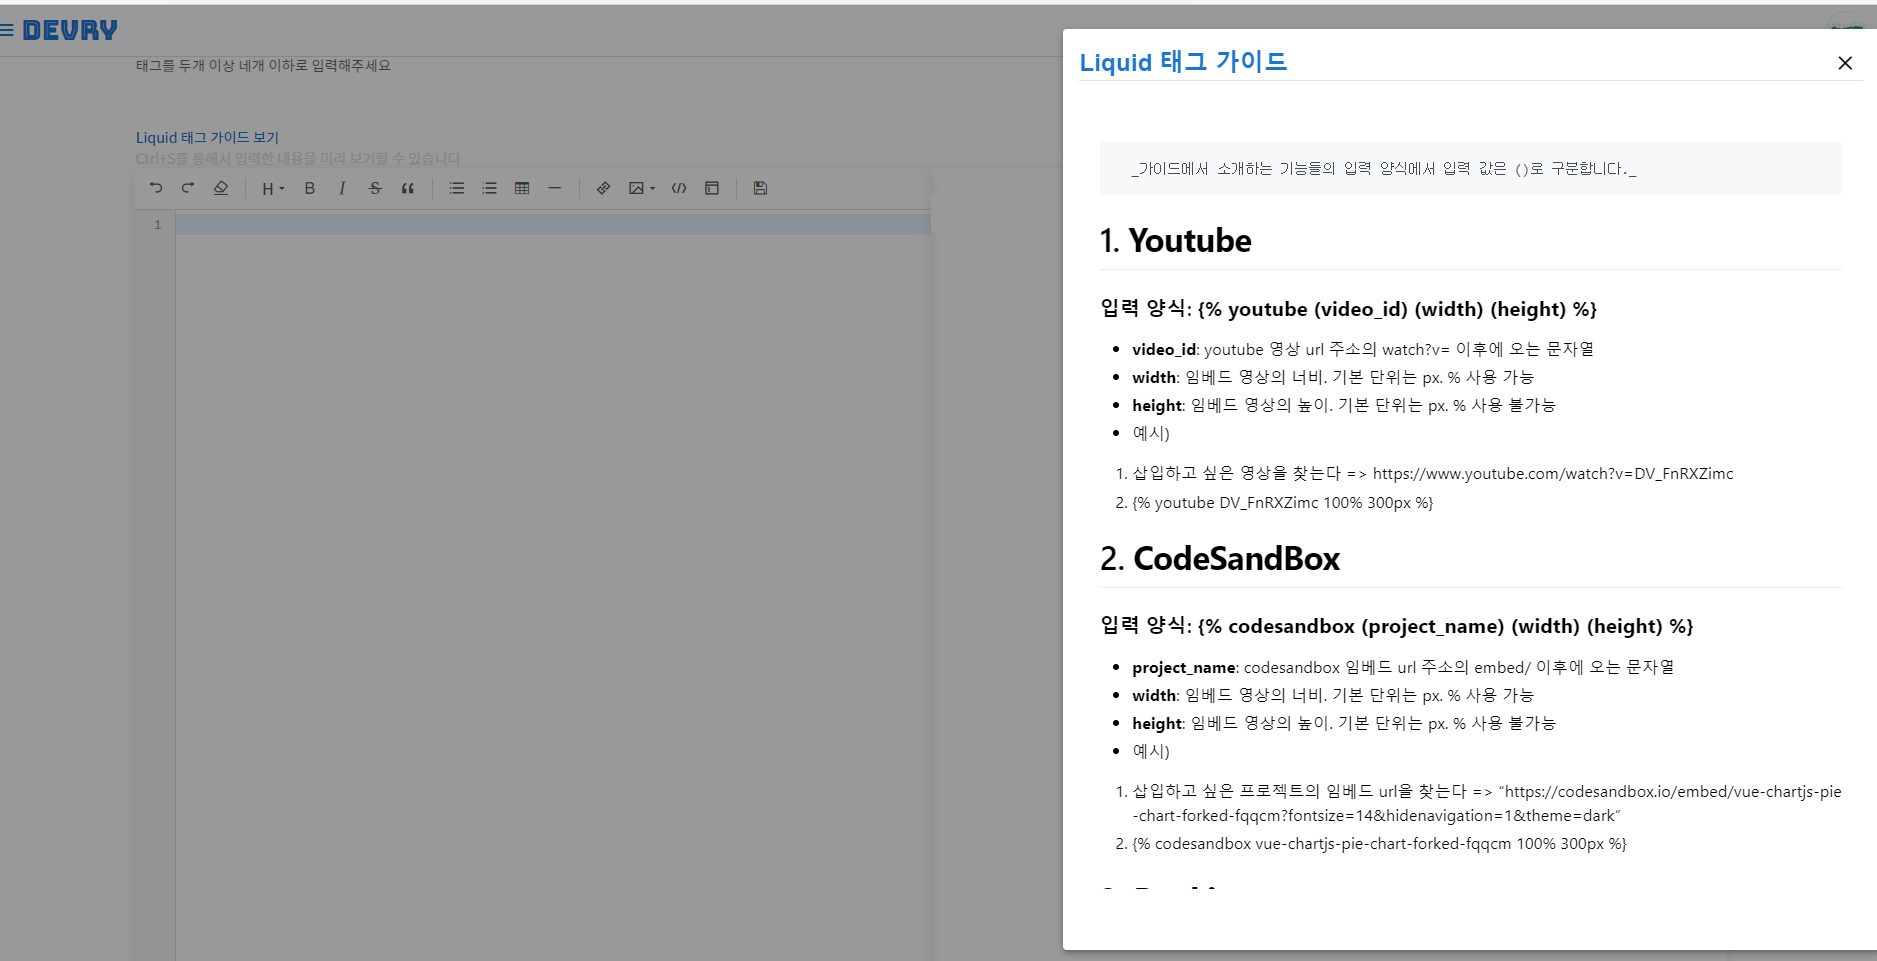 DEVRY
태그를 두개 이상 네개 이하로 입력해주세요
Liquid 태그 가이드 보기
Ctrl+S를 통해서 입력한 내용을 미리 보기할 수 있습니다
H B I S
1
Liquid 태그 가이드
_가이드에서 소개하는 기능들의 입력 양식에서 입력 값은 ()로 구분합니다._
1. Youtube
입력 양식: {% youtube (video_id) (width) (height) %}
• video_id: youtube 영상 url 주소의 watch?v= 이후에 오는 문자열
• width: 임베드 영상의 너비. 기본 단위는 px. % 사용 가능
• height: 임베드 영상의 높이. 기본 단위는 px. % 사용 불가능
• 예시)
1. 삽입하고 싶은 영상을 찾는다 => https://www.youtube.com/watch?v=DV_FnRXZimc
2. {% youtube DV_FnRXZimc 100% 300px %}
2. CodeSandBox
입력 양식: {% codesandbox (project_name) (width) (height) %}
• project_name: codesandbox 임베드 url 주소의 embed/ 이후에 오는 문자열
• width: 임베드 영상의 너비. 기본 단위는 px. % 사용 가능
• height: 임베드 영상의 높이. 기본 단위는 px. % 사용 불가능
• 예시)
1. 삽입하고 싶은 프로젝트의 임베드 url을 찾는다 => “https://codesandbox.io/embed/vue-chartjs-pie
-chart-forked-fqqcm?fontsize=14&hidenavigation=1&theme=dark”
2. {% codesandbox vue-chartjs-pie-chart-forked-fqqcm 100% 300px %}